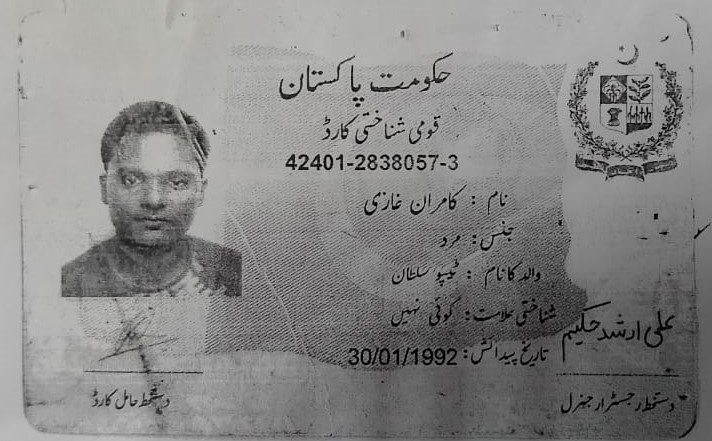 حکومت پاکستان
قومی شناختی کارڈ
42401-2838057-3
نام : کامران غازی
جنس: مرد
والد کا نام : ٹیپو سلطان
شناختی علامت: کوئی نہیں
تاریخ پیدائش: 30/01/1992
علی ارشد حکیم
دستخط حامل کارڈ
دستخط رجسٹرار جنرل